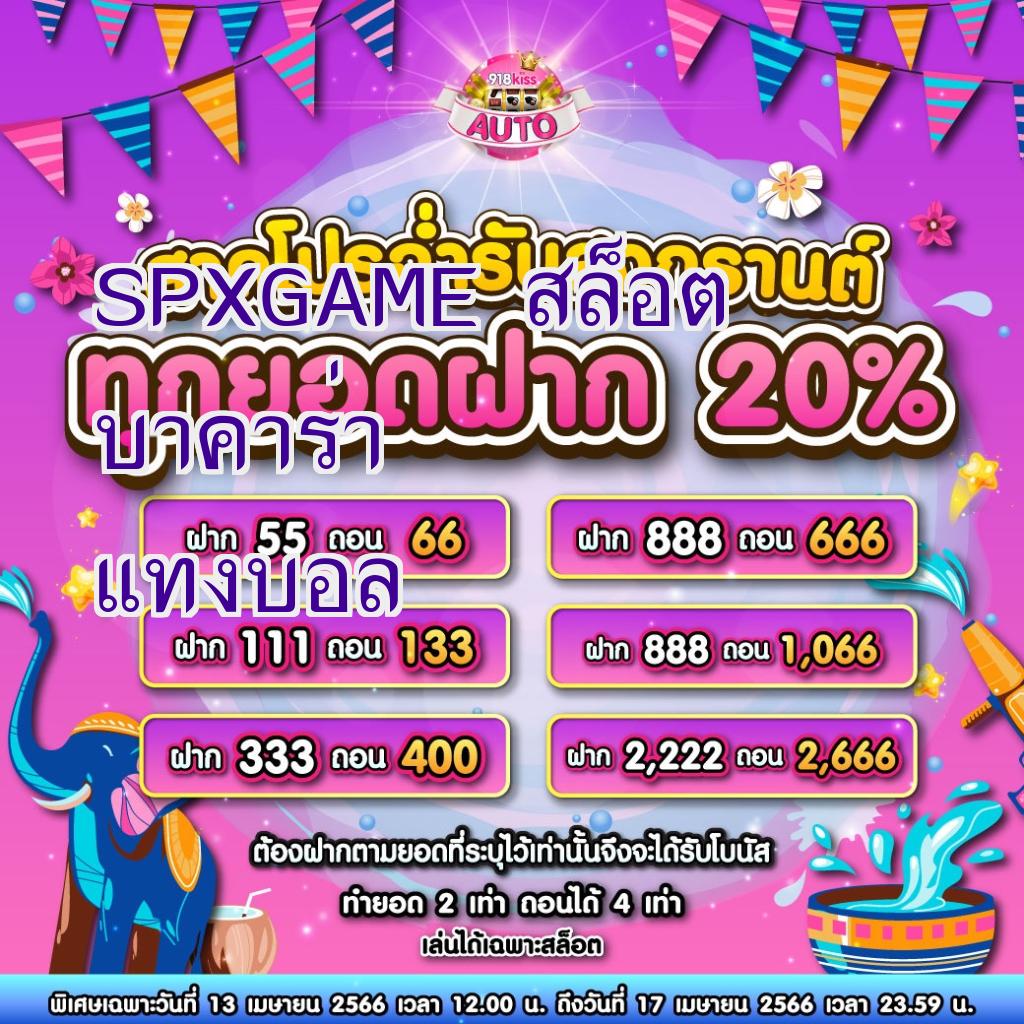 918kiss
AUTO
SPXGAME สล็อต
ทุกยอดฝาก 20%
บาคาร่า
ฝาก 55 ถอน 66
ฝาก 888 ถอน 666
แทงบอล
ฝาก 111 ถอน 133
ฝาก 888 ถอน 1,066
ฝาก 333 ถอน 400
ฝาก 2,222 ถอน 2,666
ต้องฝากตามยอดที่ระบุไว้เท่านั้นจึงจะได้รับโบนัส
ทำยอด 2 เท่า ถอนได้ 4 เท่า
เล่นได้เฉพาะสล็อต
พิเศษเฉพาะวันที่ 13 เมษายน 2566 เวลา 12.00 น. ถึงวันที่ 17 เมษายน 2566 เวลา 23.59 น.